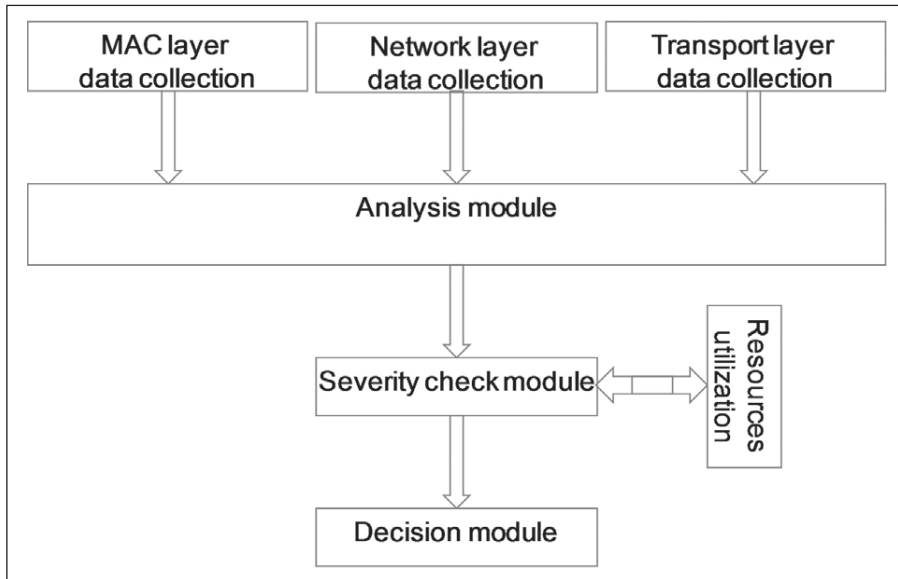 MAC layer
data collection
Network layer
data collection
Transport layer
data collection
Analysis module
Severity check module
Resources
utilization
Decision module